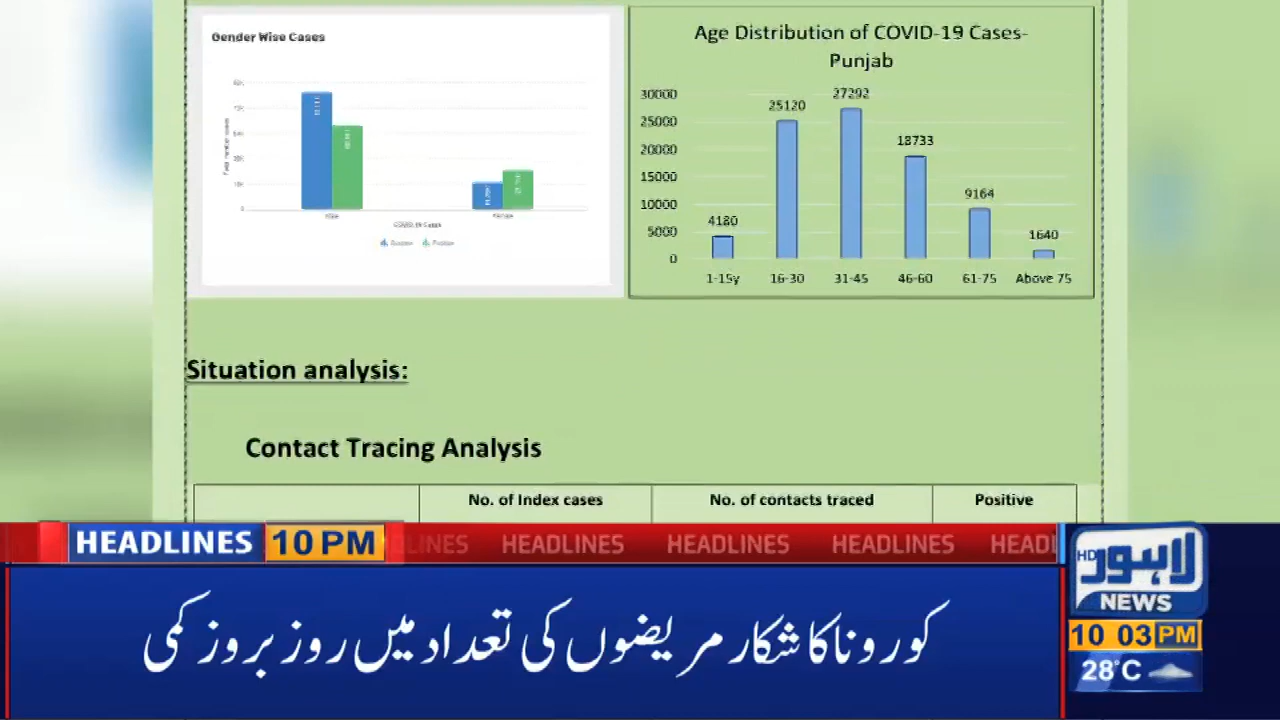 Gender Wise Cases
COVID-19 Cases
Age Distribution of COVID-19 Cases-
Punjab
30000
25000
20000
15000
10000
5000
0
4180
25120
27292
18733
9164
1640
1-15y 16-30 31-45 46-60 61-75 Above 75
Situation analysis:
Contact Tracing Analysis
No. of Index cases No. of contacts traced Positive
HEADLINES 10 PM HEADLINES HEADLINES HEADLINES
کورونا کا شکار مریضوں کی تعداد میں روز بروز کمی
HD لاہور
NEWS
10 03 PM
28°C